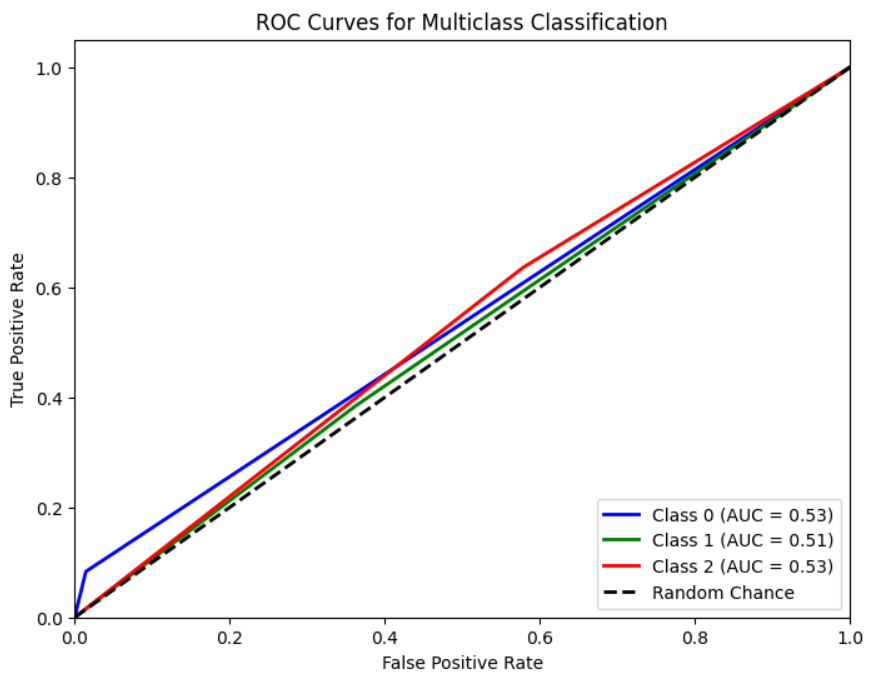 ROC Curves for Multiclass Classification
True Positive Rate
1.0
0.8
0.6
0.4
0.2
0.0
0.0 0.2 0.4 0.6 0.8 1.0
False Positive Rate
Class 0 (AUC = 0.53)
Class 1 (AUC = 0.51)
Class 2 (AUC = 0.53)
Random Chance